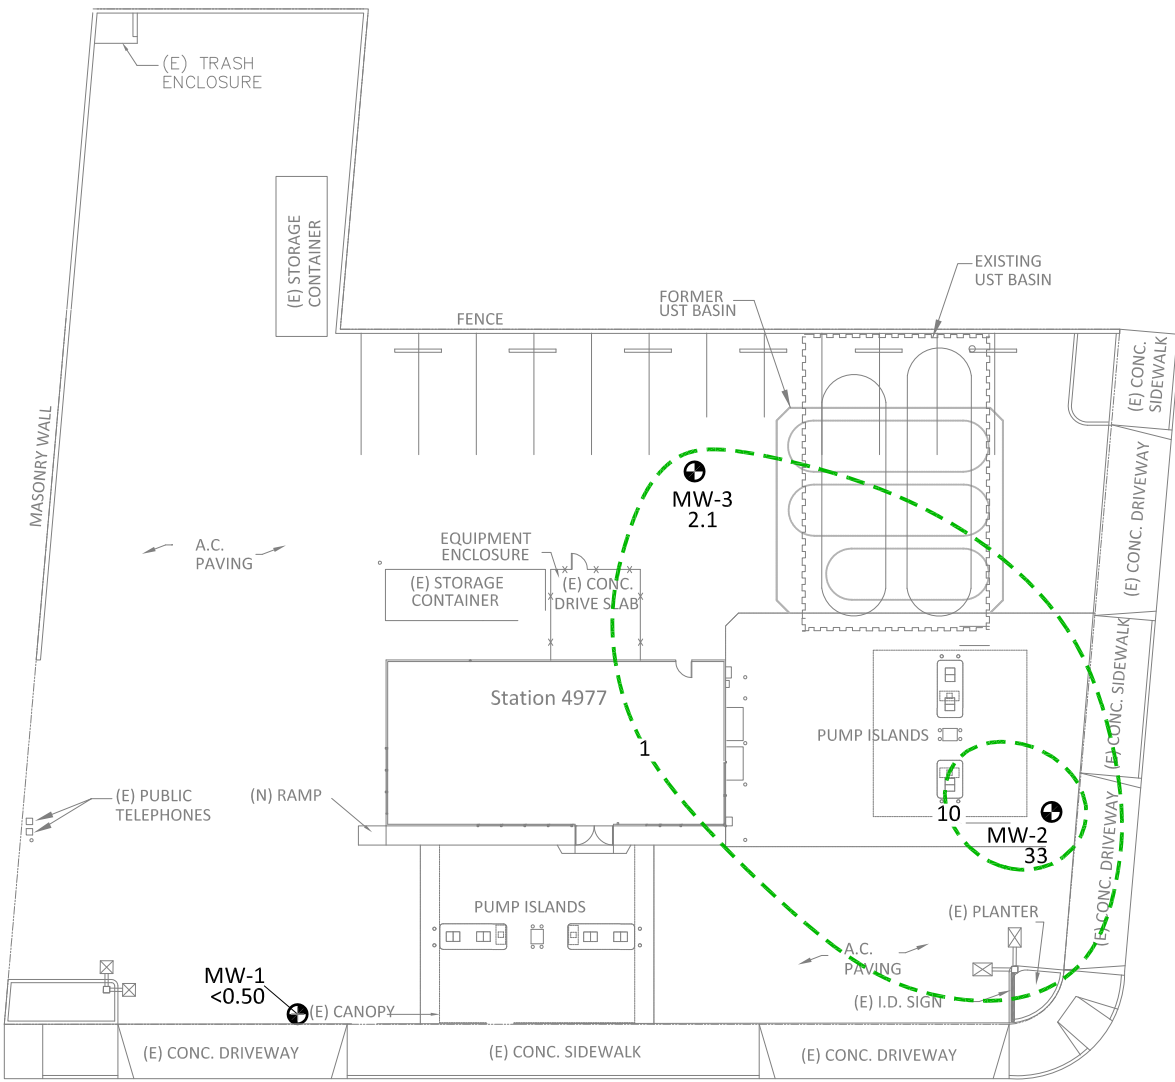 (E) TRASH
ENCLOSURE
(E) STORAGE
CONTAINER
EXISTING
UST BASIN
FORMER
UST BASIN
FENCE
(E) CONC.
SIDEWALK
MASONRY WALL
(E) CONC. DRIVEWAY
MW-3
2.1
A.C.
PAVING
EQUIPMENT
ENCLOSURE
(E) STORAGE
CONTAINER
(E) CONC.
DRIVE SLAB
(E) CONC. SIDEWALK
Station 4977
1
PUMP ISLANDS
(E) PUBLIC
TELEPHONES
(N) RAMP
10
MW-2
33
(E) CONC. DRIVEWAY
PUMP ISLANDS
(E) PLANTER
A.C.
PAVING
MW-1
<0.50
(E) CANOPY
(E) I.D. SIGN
(E) CONC. DRIVEWAY
(E) CONC. SIDEWALK
(E) CONC. DRIVEWAY